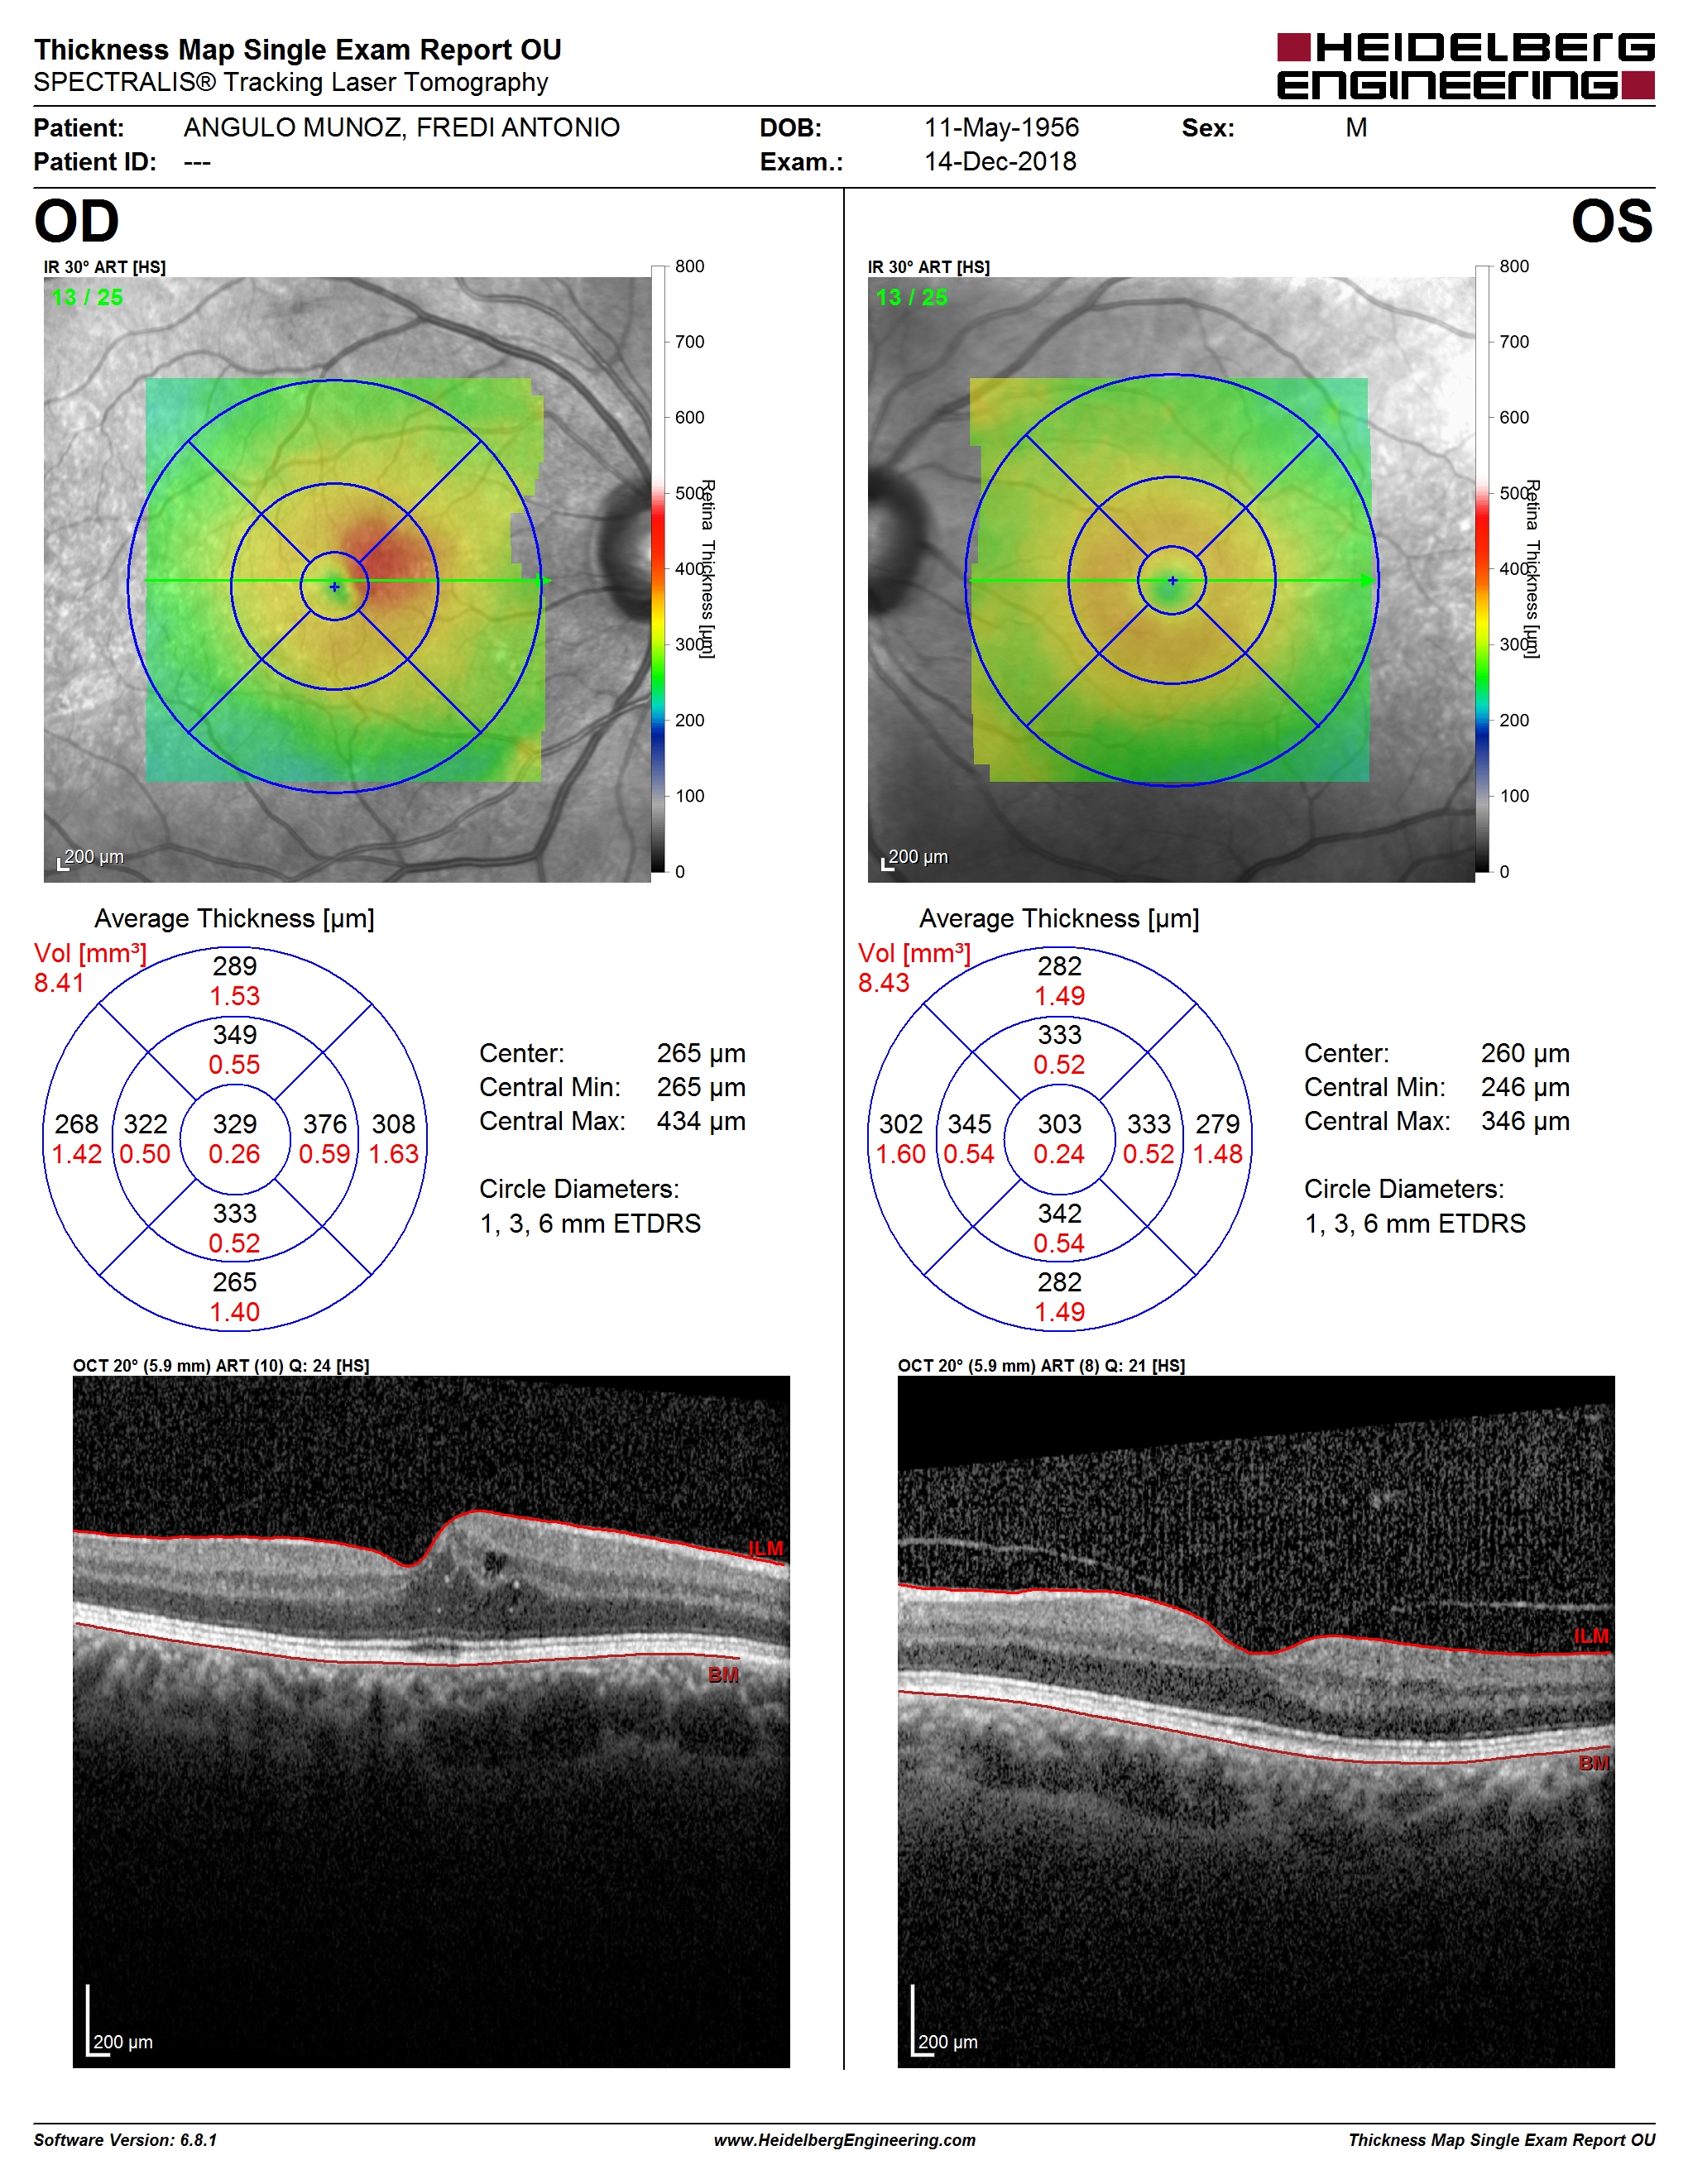 Thickness Map Single Exam Report OU
SPECTRALIS® Tracking Laser Tomography
HEIDELBERG
ENGINEERING
Patient: ANGULO MUNOZ, FREDI ANTONIO DOB: 11-May-1956 Sex: M
Patient ID: --- Exam.: 14-Dec-2018
OD
IR 30° ART [HS]
13 / 25
200 µm
800
700
600
500
400
300
200
100
0
Retina Thickness [µm]
Average Thickness [µm]
Vol [mm³]
8.41
289
1.53
349
0.55
268 322 329 376 308
1.42 0.50 0.26 0.59 1.63
333
0.52
265
1.40
Center: 265 µm
Central Min: 265 µm
Central Max: 434 µm
Circle Diameters:
1, 3, 6 mm ETDRS
OCT 20° (5.9 mm) ART (10) Q: 24 [HS]
ILM
BM
200 µm
OS
IR 30° ART [HS]
13 / 25
200 µm
800
700
600
500
400
300
200
100
0
Retina Thickness [µm]
Average Thickness [µm]
Vol [mm³]
8.43
282
1.49
333
0.52
302 345 303 333 279
1.60 0.54 0.24 0.52 1.48
342
0.54
282
1.49
Center: 260 µm
Central Min: 246 µm
Central Max: 346 µm
Circle Diameters:
1, 3, 6 mm ETDRS
OCT 20° (5.9 mm) ART (8) Q: 21 [HS]
ILM
BM
200 µm
Software Version: 6.8.1 www.HeidelbergEngineering.com Thickness Map Single Exam Report OU